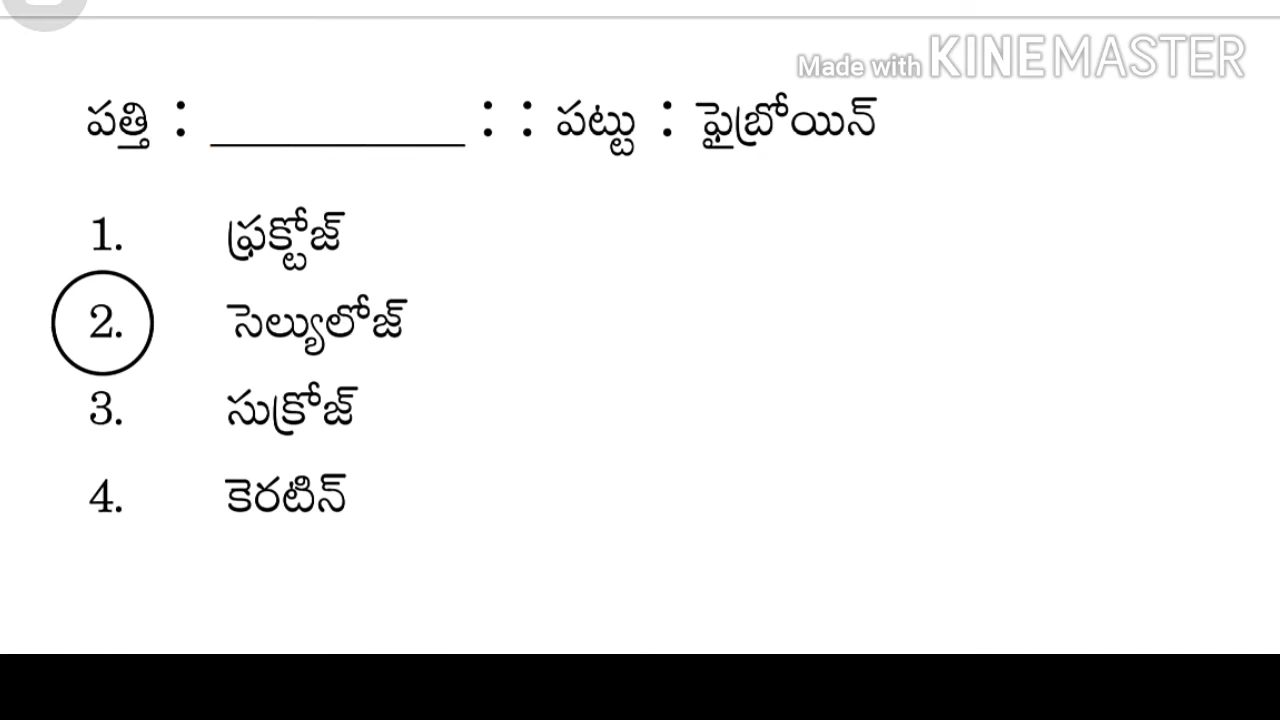 Made with KINEMASTER
పత్తి : ____________ : : పట్టు : ఫైబ్రోయిన్
1. ఫ్రక్టోజ్
2. సెల్యులోజ్
3. సుక్రోజ్
4. కెరటిన్